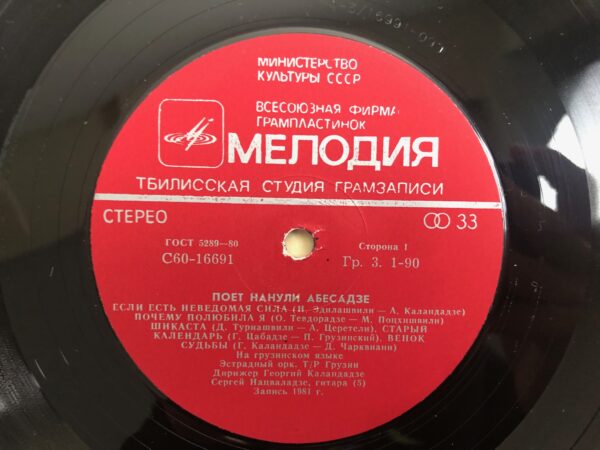 МИНИСТЕРСТВО
КУЛЬТУРЫ СССР
ВСЕСОЮЗНАЯ ФИРМА
ГРАМПЛАСТИНОК
МЕЛОДИЯ
ТБИЛИССКАЯ СТУДИЯ ГРАМЗАПИСИ
СТЕРЕО
33
ГОСТ 5289—80
Сторона 1
С60-16691
Гр. 3. 1-90
ПОЕТ НАНУЛИ АБЕСАДЗЕ
ЕСЛИ ЕСТЬ НЕВЕДОМАЯ СИЛА (Н. Эдилашвили — А. Каландадзе)
ПОЧЕМУ ПОЛЮБИЛА Я (О. Тевдорадзе — М. Поцхишвили)
ШИКАСТА (Д. Туриашвили — А. Церетели), СТАРЫЙ
КАЛЕНДАРЬ (Г. Цабадзе — П. Грузинский), ВЕНОК
СУДЬБЫ (Г. Каландадзе — Д. Чарквиани)
На грузинском языке
Эстрадный орк. Т/Р Грузии
Дирижер Георгий Каландадзе
Сергей Нацваладзе, гитара (5)
Запись 1981 г.